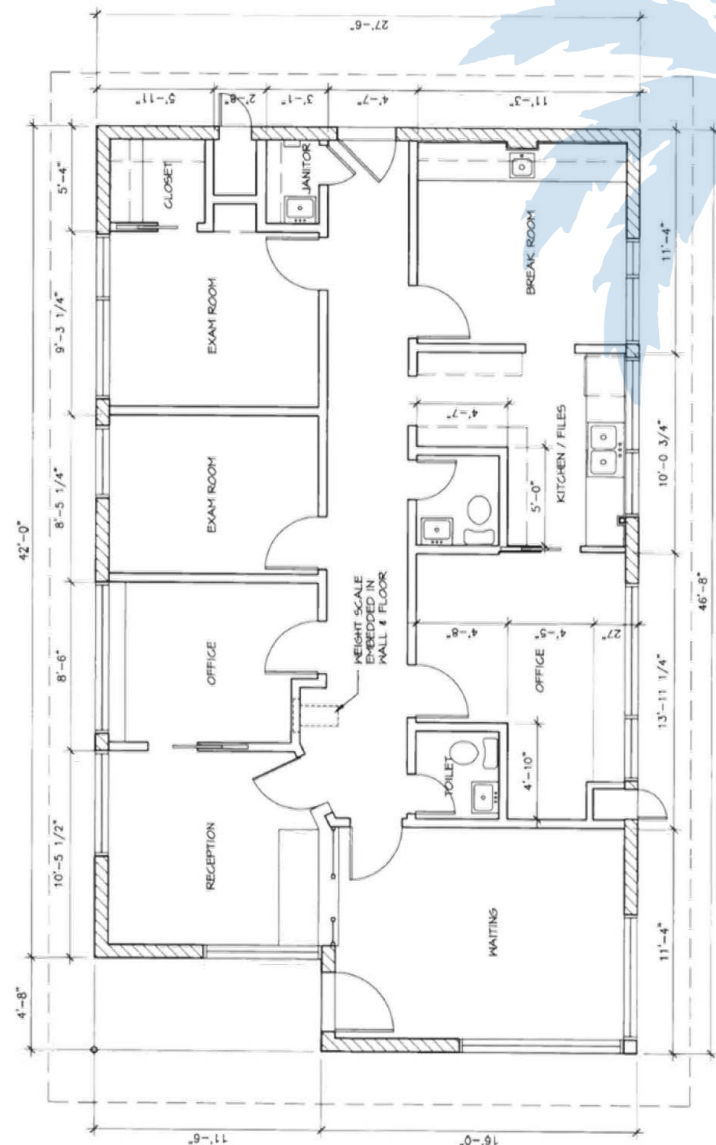 27'-6"
5'-11"
2'-8"
3'-1"
4'-7"
11'-3"
42'-0"
5'-4"
9'-3 1/4"
8'-5 1/4"
8'-6"
10'-5 1/2"
4'-8"
CLOSET
JANITOR
EXAM ROOM
BREAK ROOM
11'-4"
EXAM ROOM
4'-7"
5'-0"
KITCHEN / FILES
10'-0 3/4"
OFFICE
WEIGHT SCALE
EMBEDDED IN
WALL & FLOOR
4'-8"
4'-5"
27"
OFFICE
13'-11 1/4"
46'-8"
TOILET
4'-10"
RECEPTION
WAITING
11'-4"
11'-6"
16'-0"